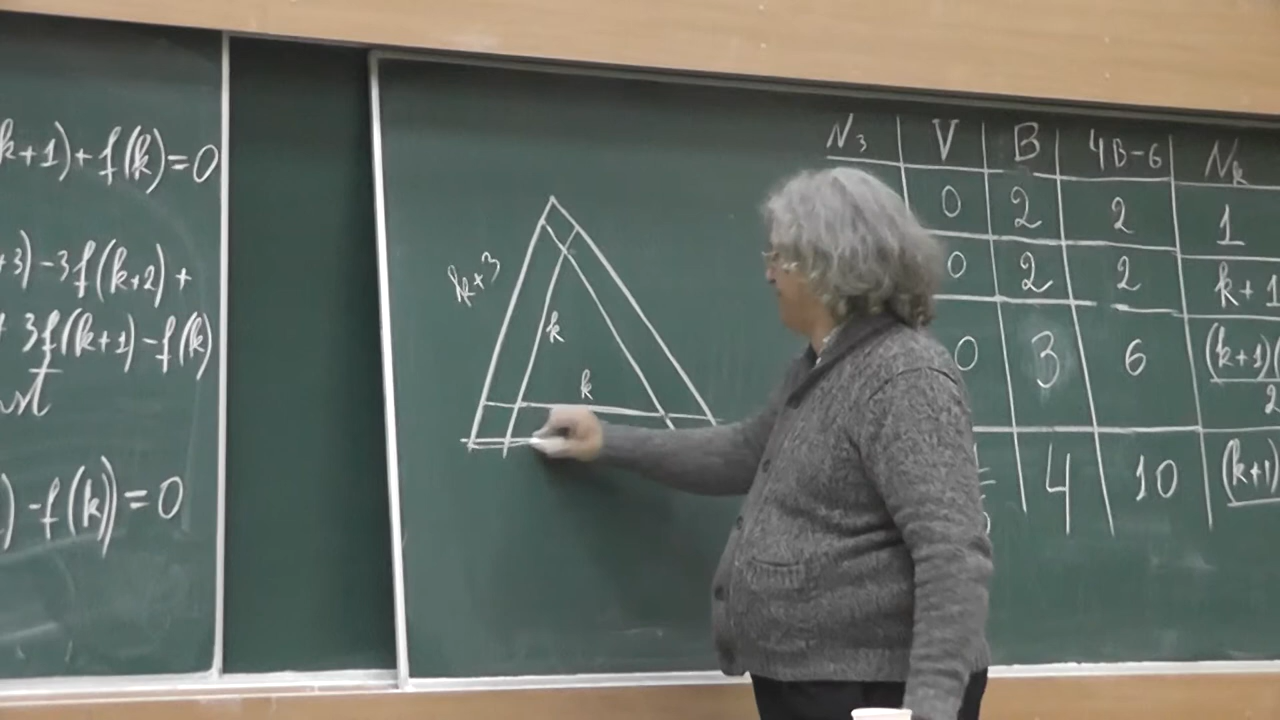 k+1)+f(k)=0
+3)-3f(k+2)+
+ 3f(k+1)-f(k)
)-f(k)=0
k+3
k
k
N₃ V B 4B-6 Nₖ
0 2 2 1
0 2 2 k+1
0 3 6 (k+1)(
2
4 10 (k+1)